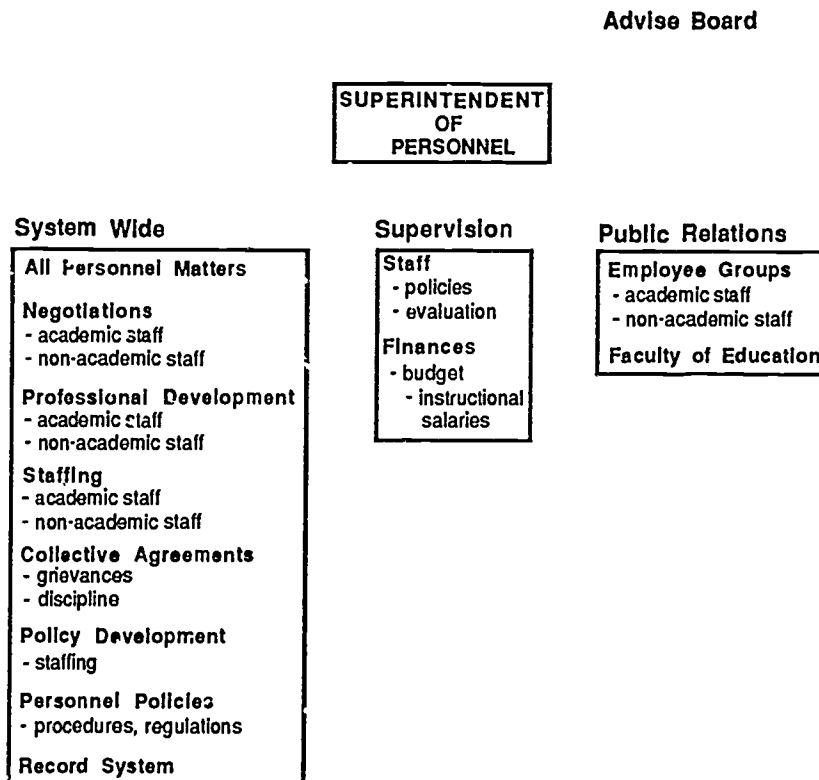 Advise Board
SUPERINTENDENT
OF
PERSONNEL
System Wide
All Personnel Matters
Negotiations
- academic staff
- non-academic staff
Professional Development
- academic staff
- non-academic staff
Staffing
- academic staff
- non-academic staff
Collective Agreements
- grievances
- discipline
Policy Development
- staffing
Personnel Policies
- procedures, regulations
Record System
Supervision
Staff
- policies
- evaluation
Finances
- budget
- instructional
salaries
Public Relations
Employee Groups
- academic staff
- non-academic staff
Faculty of Education